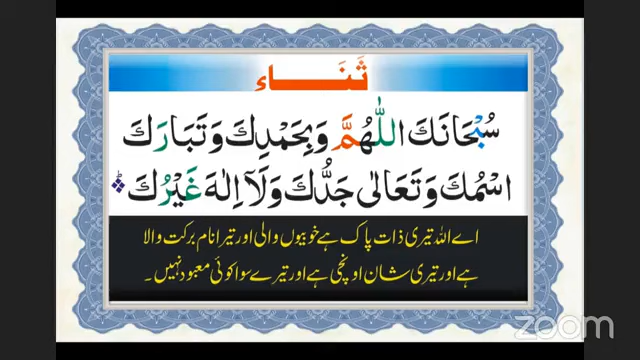 ثَنَاء
سُبْحَانَكَ اللّٰهُمَّ وَبِحَمْدِكَ وَتَبَارَكَ
اسْمُكَ وَتَعَالٰى جَدُّكَ وَلَآ اِلٰهَ غَيْرُكَ ؕ
اے اللہ تیری ذات پاک ہے خوبیوں والی اور تیرا نام برکت والا
ہے اور تیری شان اونچی ہے اور تیرے سوا کوئی معبود نہیں۔
zoom